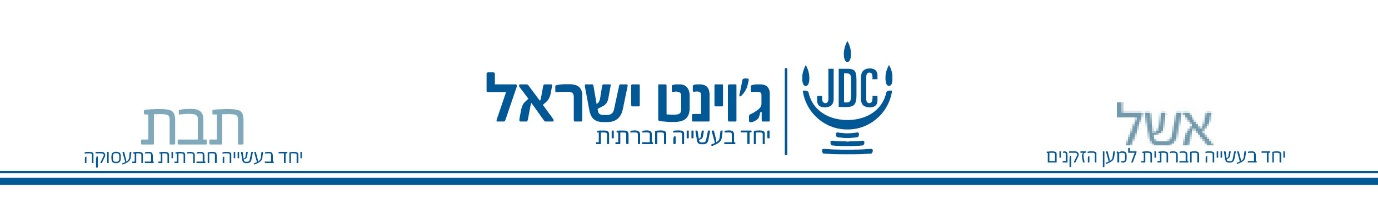 אשל
יחד בעשייה חברתית למען הזקנים
JDC
ג'וינט ישראל
יחד בעשייה חברתית
תבת
יחד בעשייה חברתית בתעסוקה